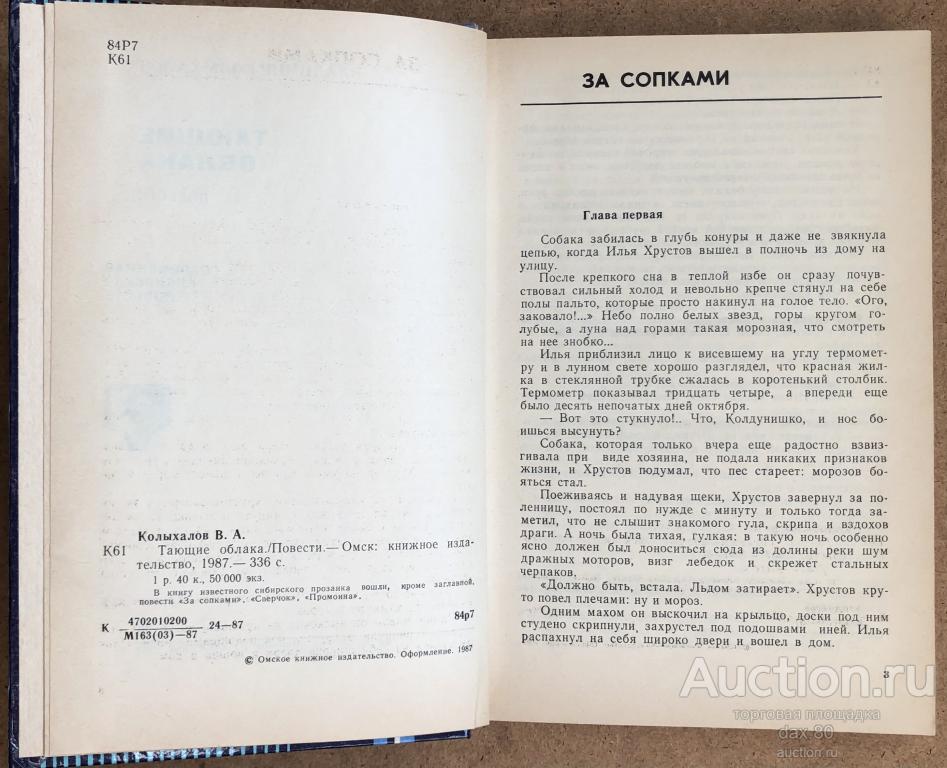 84Р7
К61
Колыхалов В. А.
К61 Тающие облака./Повести.— Омск: книжное изда-
тельство, 1987.— 336 с.
1 р. 40 к., 50 000 экз.
В книгу известного сибирского прозаика вошли, кроме заглавной,
повести «За сопками», «Сверчок», «Промоина».
К 4702010200 24—87 84р7
М163(03)—87
© Омское книжное издательство. Оформление. 1987
ЗА СОПКАМИ
Глава первая
Собака забилась в глубь конуры и даже не звякнула
цепью, когда Илья Хрустов вышел в полночь из дому на
улицу.
После крепкого сна в теплой избе он сразу почув-
ствовал сильный холод и невольно крепче стянул на себе
полы пальто, которые просто накинул на голое тело. «Ого,
заковало!...» Небо полно белых звезд, горы кругом го-
лубые, а луна над горами такая морозная, что смотреть
на нее знобко...
Илья приблизил лицо к висевшему на углу термомет-
ру и в лунном свете хорошо разглядел, что красная жил-
ка в стеклянной трубке сжалась в коротенький столбик.
Термометр показывал тридцать четыре, а впереди еще
было десять непочатых дней октября.
— Вот это стукнуло!.. Что, Колдунишко, и нос бо-
ишься высунуть?
Собака, которая только вчера еще радостно взвиз-
гивала при виде хозяина, не подала никаких признаков
жизни, и Хрустов подумал, что пес стареет: морозов бо-
яться стал.
Поеживаясь и надувая щеки, Хрустов завернул за по-
ленницу, постоял по нужде с минуту и только тогда за-
метил, что не слышит знакомого гула, скрипа и вздохов
драги. А ночь была тихая, гулкая: в такую ночь особенно
ясно должен был доноситься сюда из долины реки шум
дражных моторов, визг лебедок и скрежет стальных
черпаков.
«Должно быть, встала. Льдом затирает». Хрустов кру-
то повел плечами: ну и мороз.
Одним махом он выскочил на крыльцо, доски под ним
студено скрипнули, захрустел под подошвами иней. Илья
распахнул на себя широко двери и вошел в дом.
3
Auction.ru
торговая площадка
dax.80
auction.ru